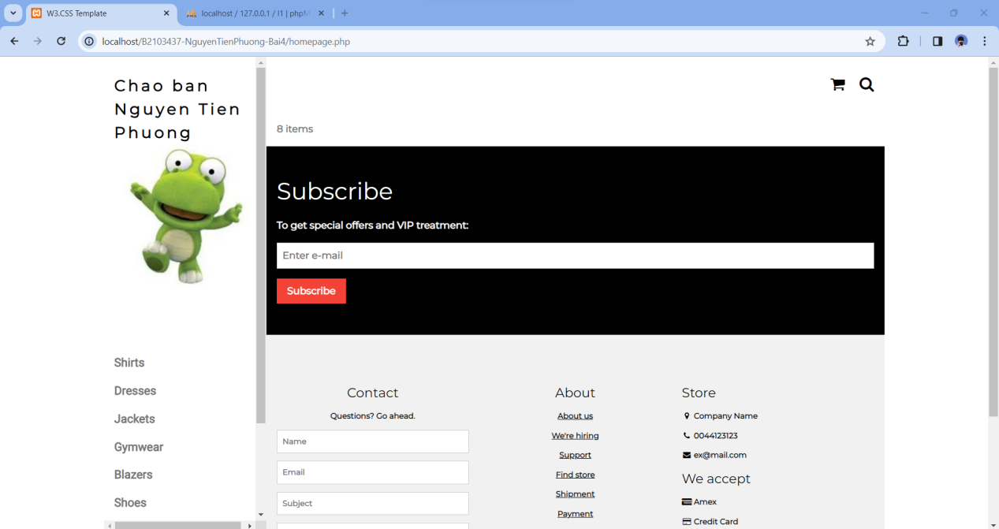 W3.CSS Template
localhost / 127.0.0.1 / l1 | phpM
localhost/B2103437-NguyenTienPhuong-Bai4/homepage.php
Chao ban
Nguyen Tien
Phuong
Shirts
Dresses
Jackets
Gymwear
Blazers
Shoes
8 items
Subscribe
To get special offers and VIP treatment:
Enter e-mail
Subscribe
Contact
Questions? Go ahead.
Name
Email
Subject
About
About us
We're hiring
Support
Find store
Shipment
Payment
Store
Company Name
0044123123
ex@mail.com
We accept
Amex
Credit Card